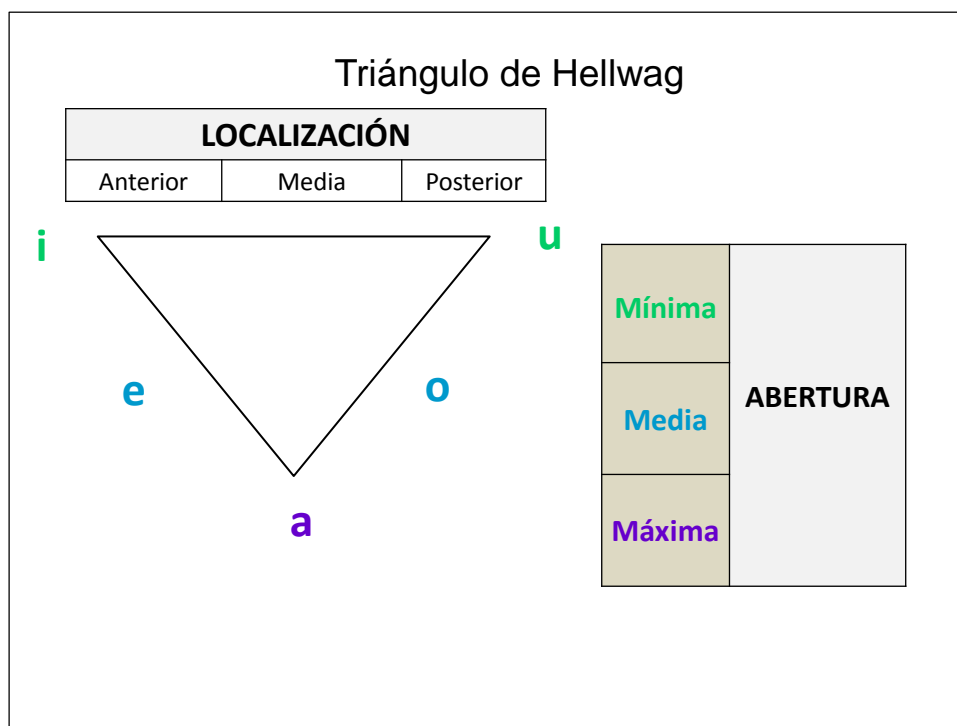 Triángulo de Hellwag
LOCALIZACIÓN
Anterior Media Posterior
i u
e o
a
Mínima
Media
Máxima
ABERTURA